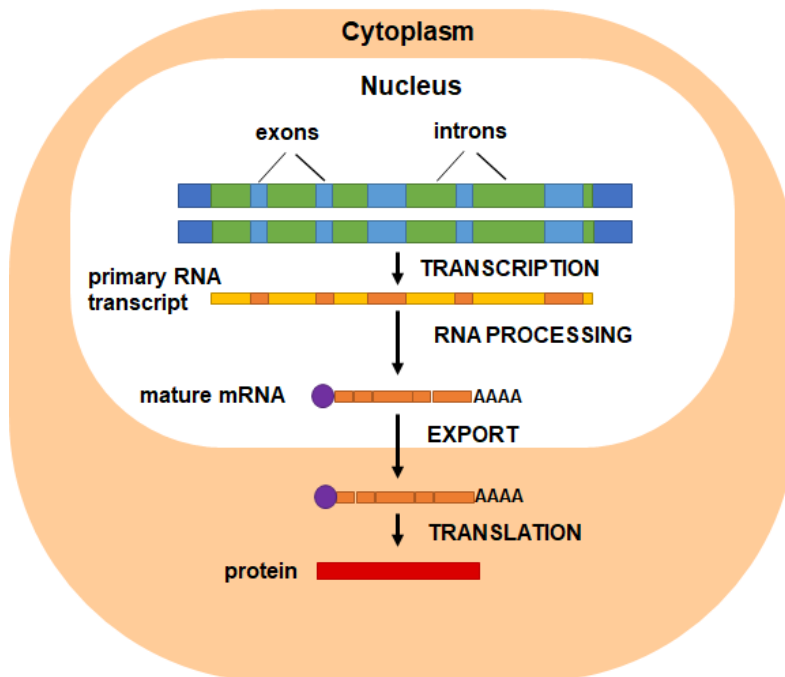 Cytoplasm
Nucleus
exons
introns
TRANSCRIPTION
primary RNA
transcript
RNA PROCESSING
mature mRNA
AAAA
EXPORT
AAAA
TRANSLATION
protein